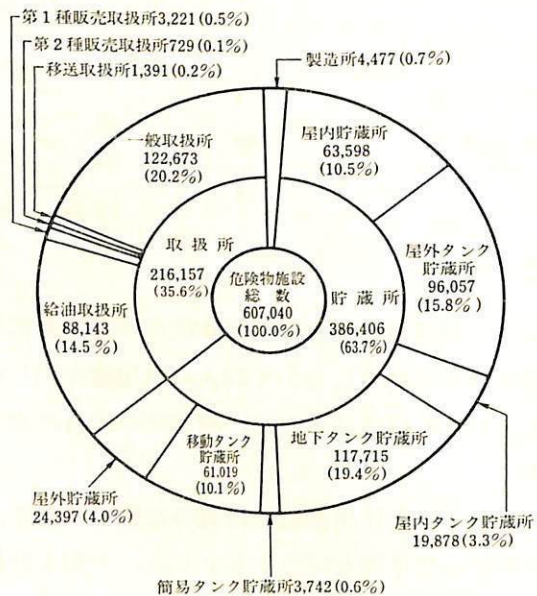 第1種販売取扱所3,221(0.5%)
第2種販売取扱所729(0.1%)
移送取扱所1,391(0.2%)
製造所4,477(0.7%)
一般取扱所
122,673
(20.2%)
屋内貯蔵所
63,598
(10.5%)
取扱所
216,157
(35.6%)
危険物施設
総数
607,040
(100.0%)
貯蔵所
386,406
(63.7%)
屋外タンク
貯蔵所
96,057
(15.8%)
給油取扱所
88,143
(14.5%)
移動タンク
貯蔵所
61,019
(10.1%)
地下タンク貯蔵所
117,715
(19.4%)
屋外貯蔵所
24,397(4.0%)
屋内タンク貯蔵所
19,878(3.3%)
簡易タンク貯蔵所3,742(0.6%)